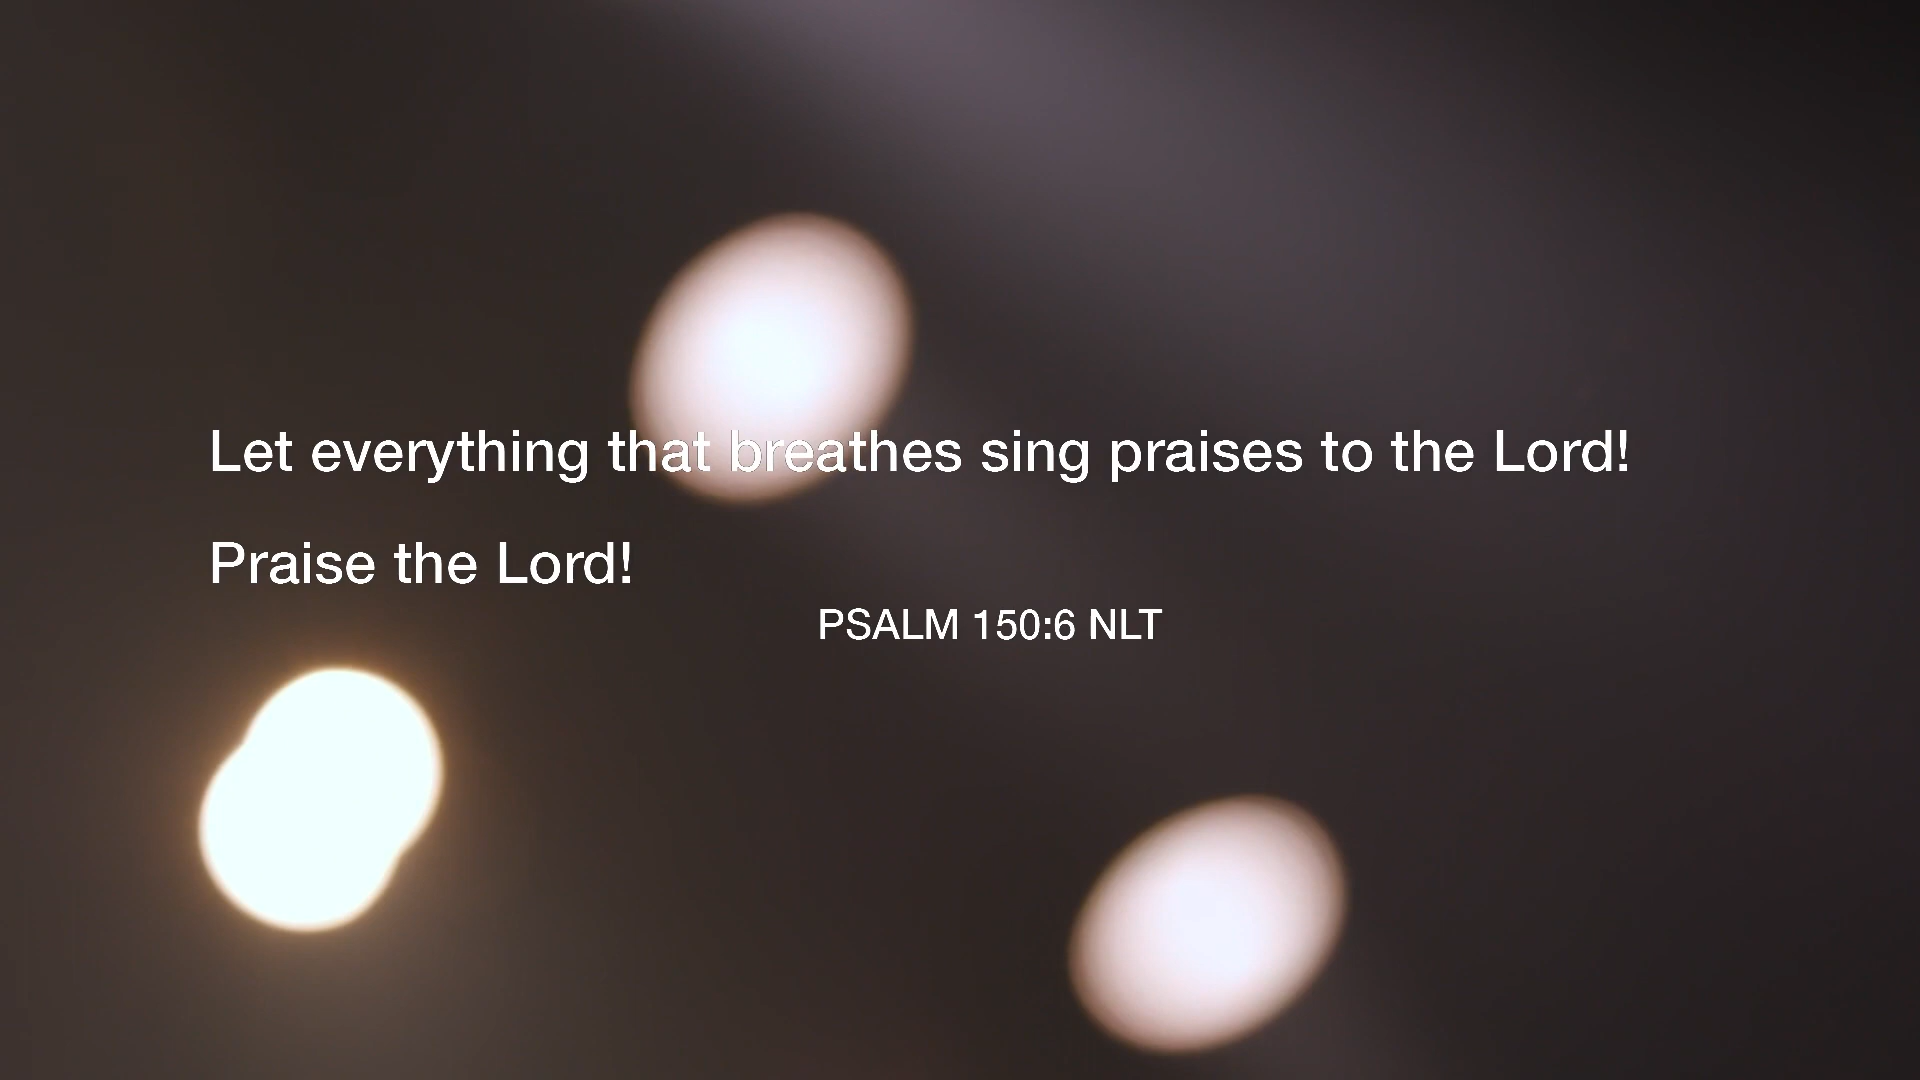 Let everything that breathes sing praises to the Lord!
Praise the Lord!
PSALM 150:6 NLT